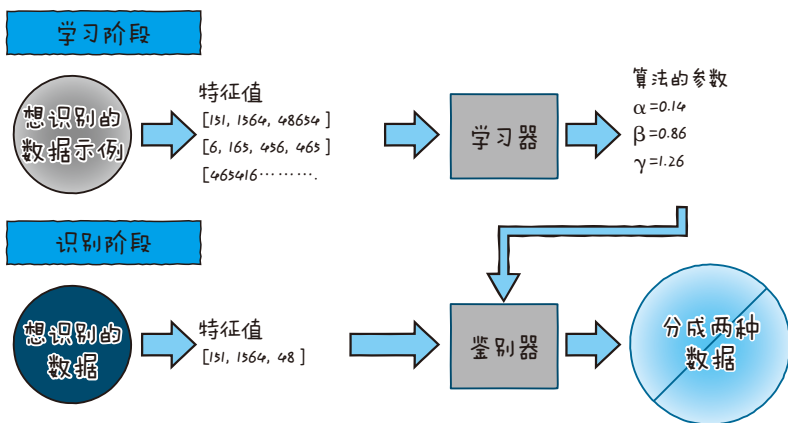 学习阶段
想识别的
数据示例
特征值
[151, 1564, 48654 ]
[6, 165, 456, 465 ]
[465416………
学习器
算法的参数
α=0.14
β=0.86
γ=1.26
识别阶段
想识别的
数据
特征值
[151, 1564, 48 ]
鉴别器
分成两种
数据